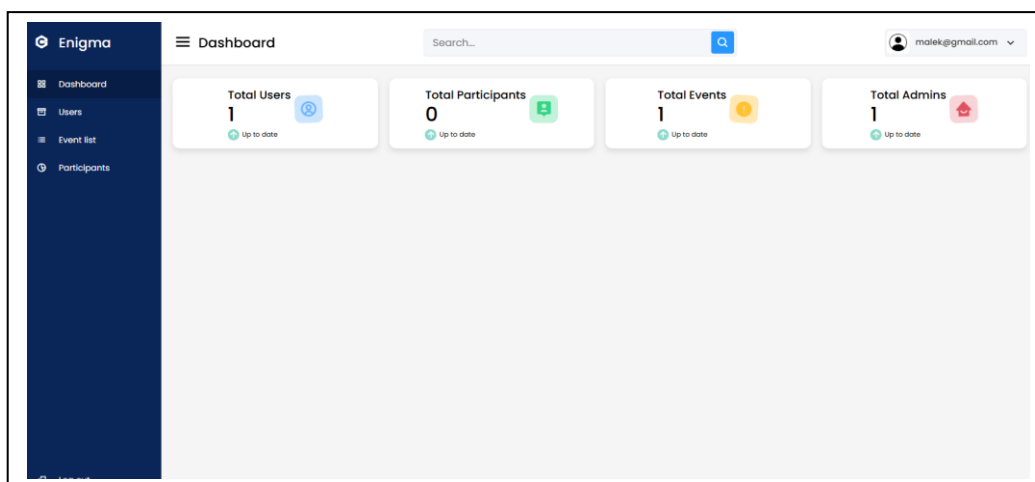 Enigma
Dashboard
Search...
malek@gmail.com
Dashboard
Users
Event list
Participants
Total Users
1
Up to date
Total Participants
0
Up to date
Total Events
1
Up to date
Total Admins
1
Up to date